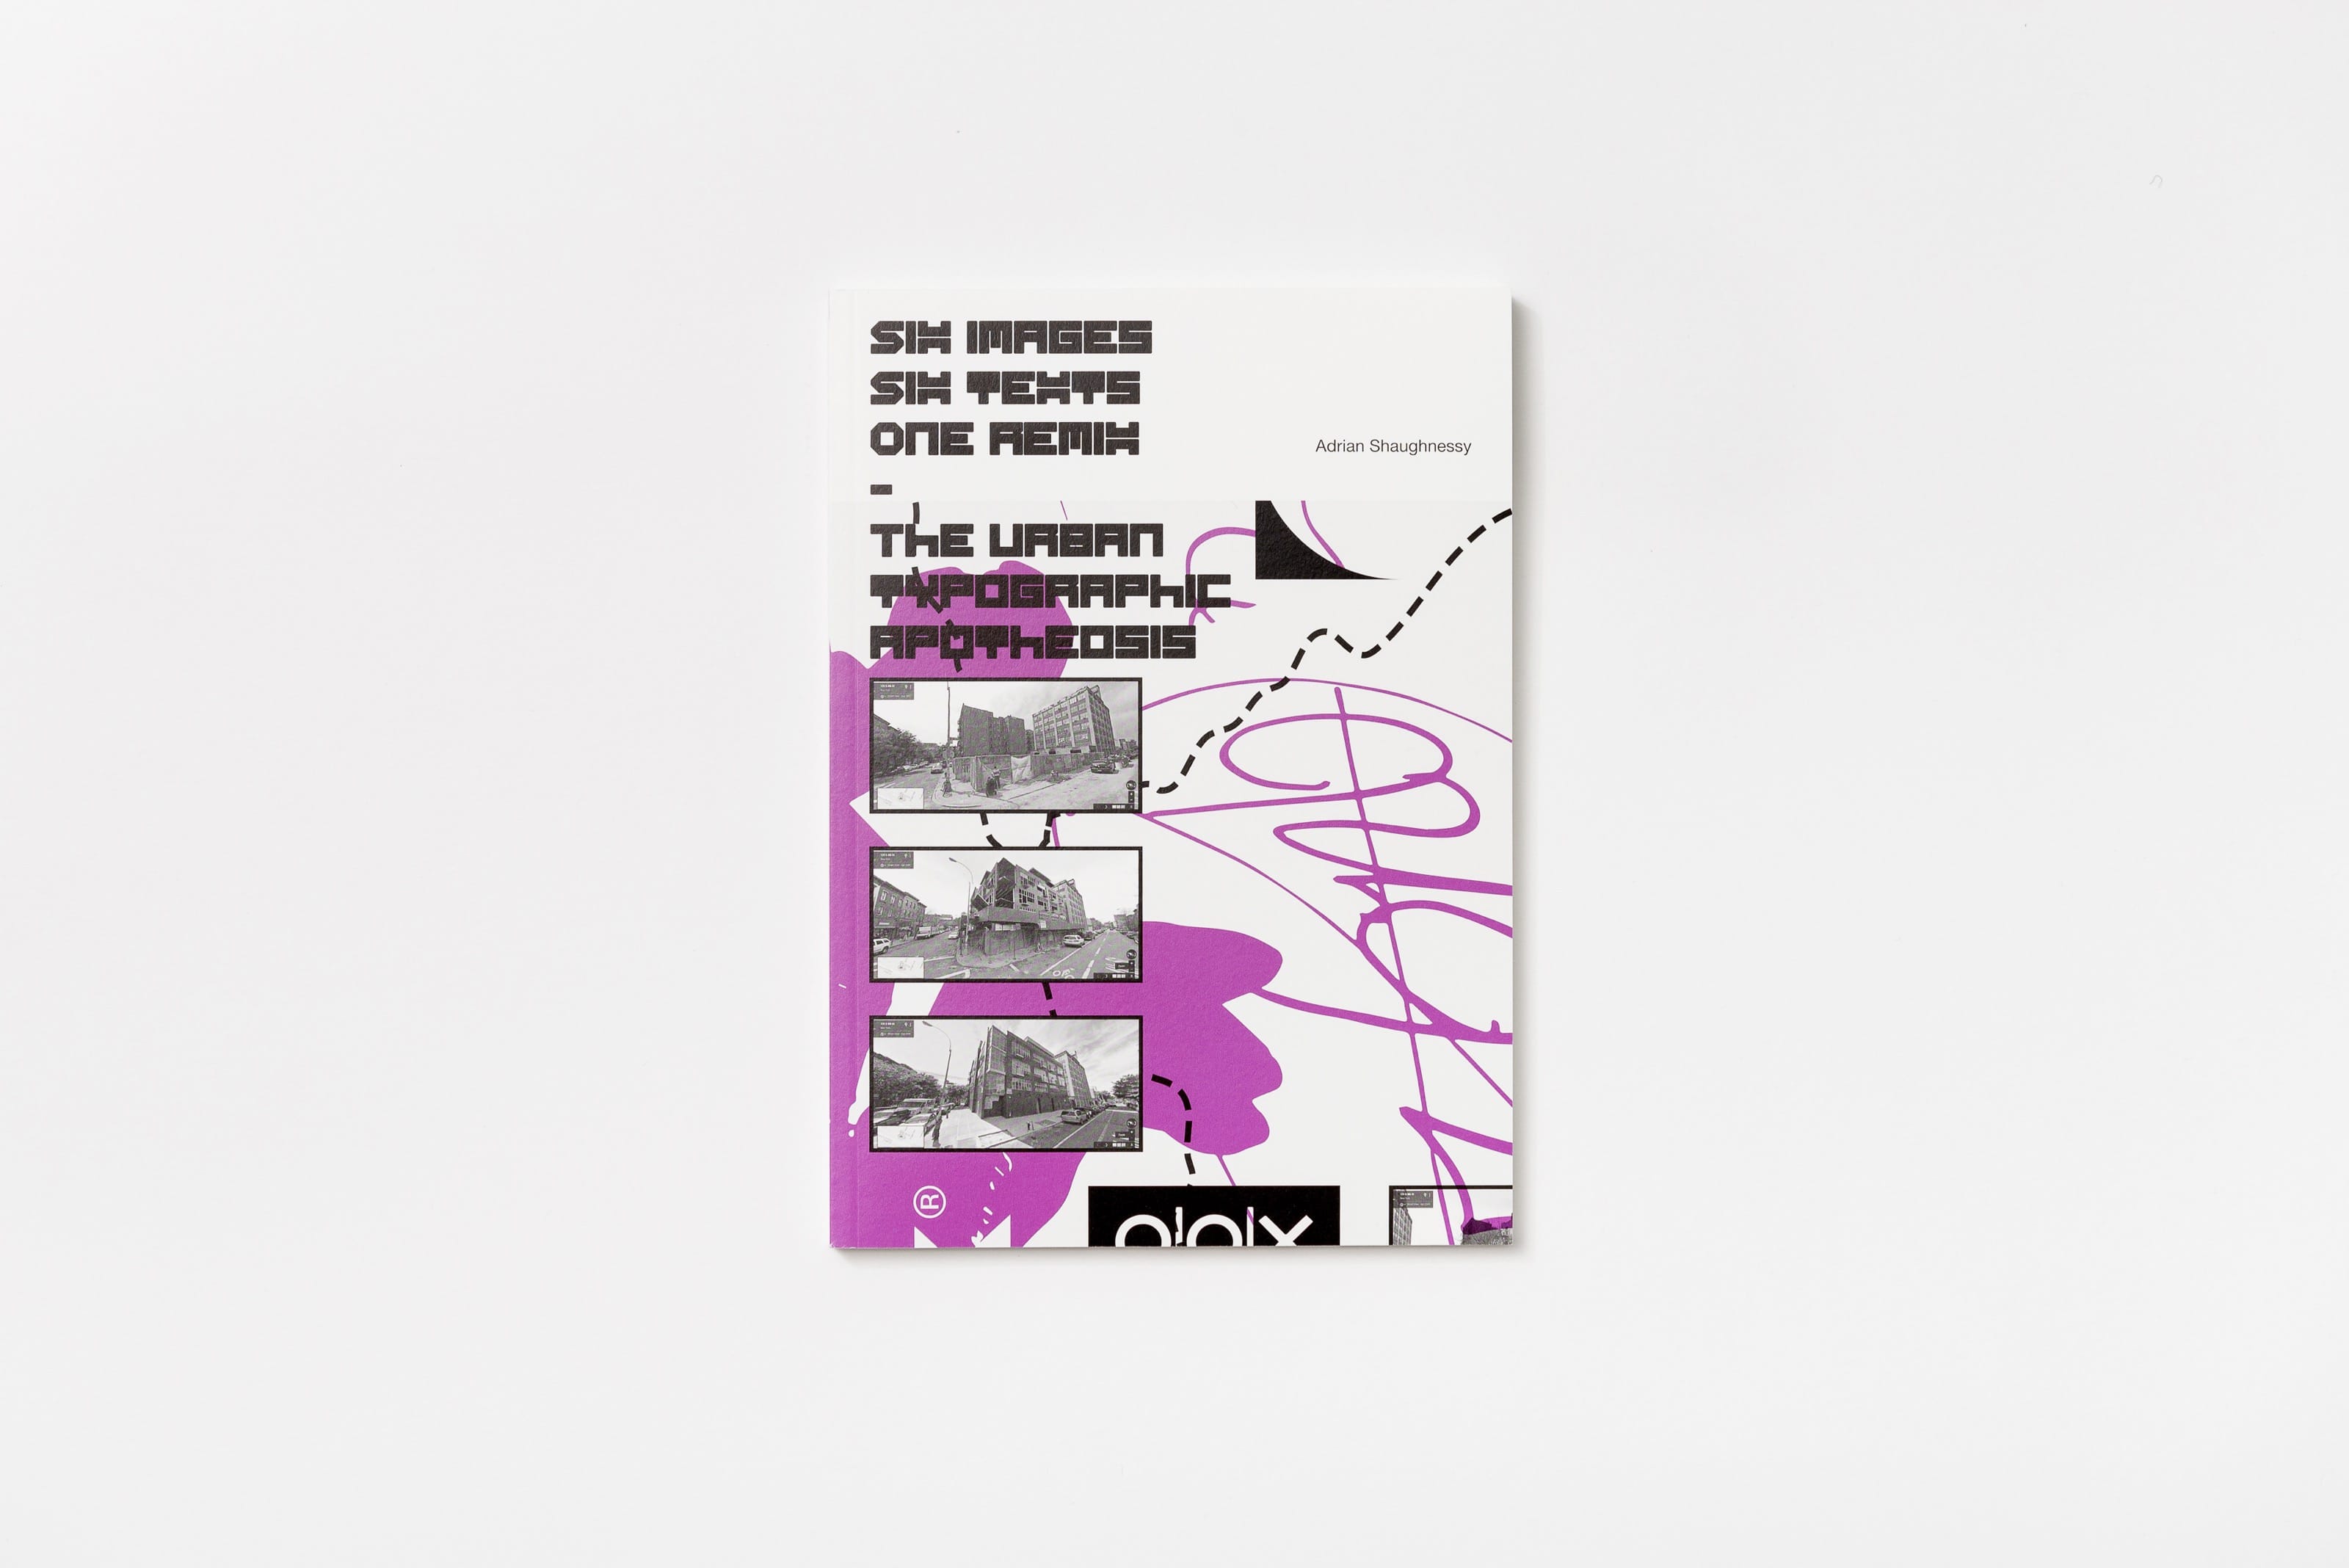 SIX IMAGES
SIX TEXTS
ONE REMIX
Adrian Shaughnessy
-
ThE URBAN
TYPOGRAPhIC
APOThEOSIS
®